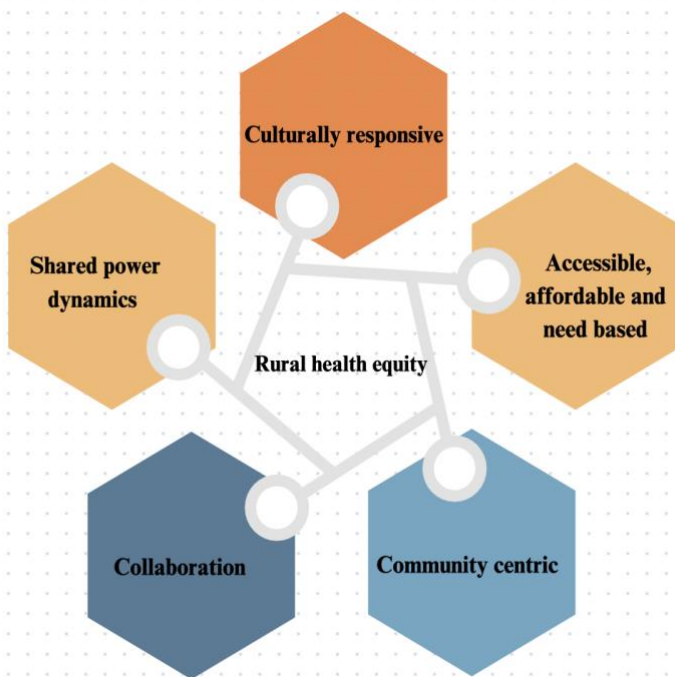 Culturally responsive
Shared power
dynamics
Accessible,
affordable and
need based
Rural health equity
Collaboration
Community centric